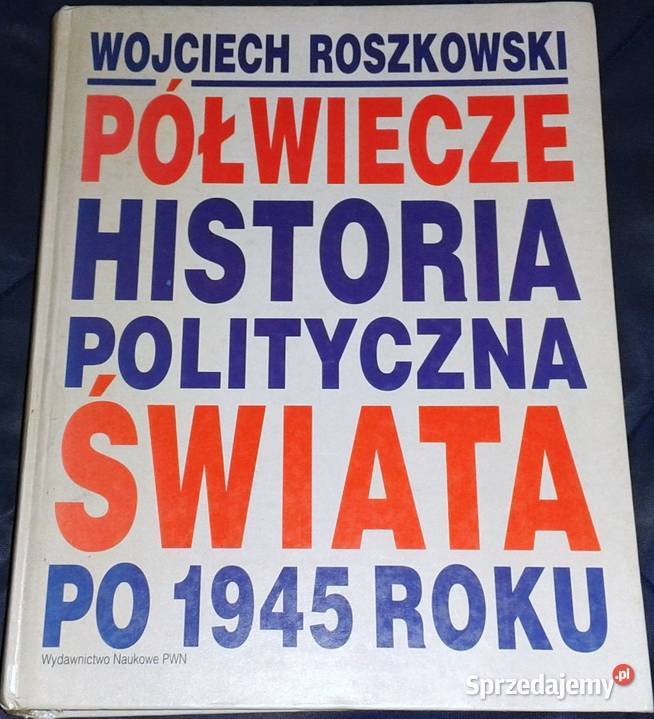 WOJCIECH ROSZKOWSKI
PÓŁWIECZE
HISTORIA
POLITYCZNA
ŚWIATA
PO 1945 ROKU
Wydawnictwo Naukowe PWN
Sprzedajemy.pl